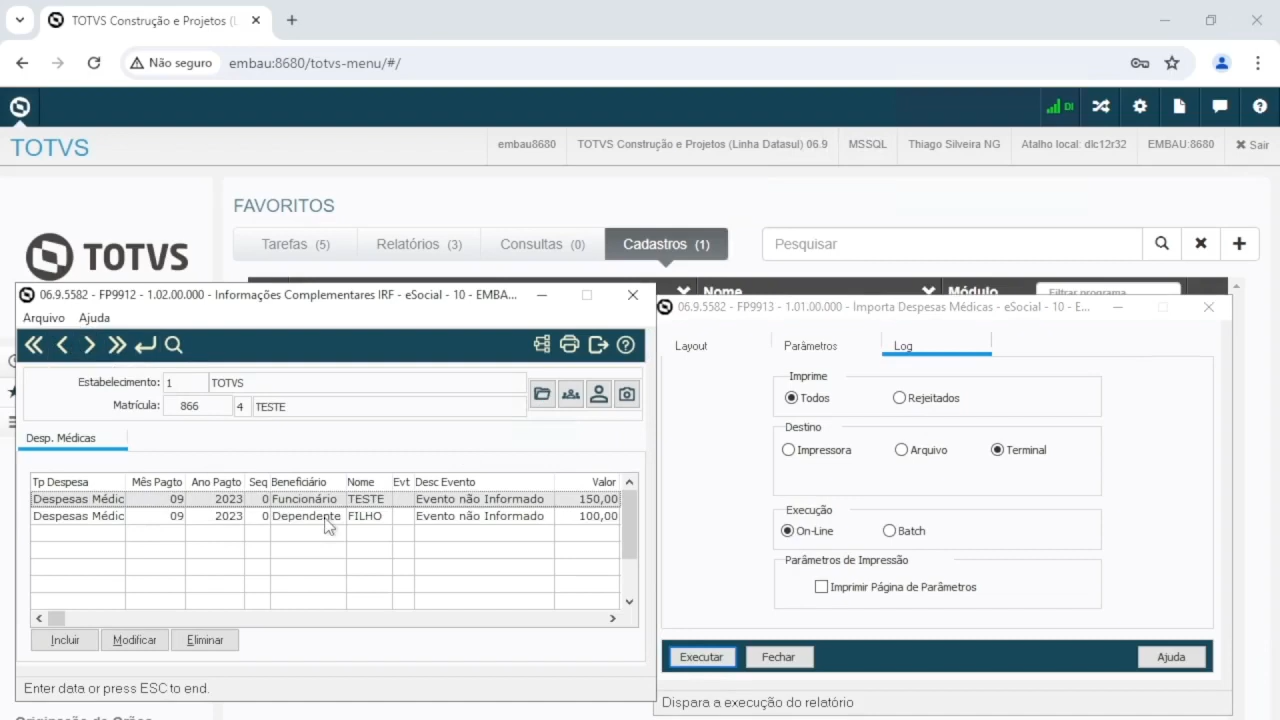 TOTVS Construção e Projetos (L
Não seguro
embau:8680/totvs-menu/#/
DI
TOTVS
embau8680
TOTVS Construção e Projetos (Linha Datasul) 06.9
MSSQL
Thiago Silveira NG
Atalho local: dlc12r32
EMBAU:8680
Sair
FAVORITOS
Tarefas (5)
Relatórios (3)
Consultas (0)
Cadastros (1)
Pesquisar
TOTVS
Nome
Módulo
Filtrar programa
06.9.5582 - FP9912 - 1.02.00.000 - Informações Complementares IRF - eSocial - 10 - EMBA...
Arquivo Ajuda
Estabelecimento: 1 TOTVS
Matrícula: 866 4 TESTE
Desp. Médicas
Tp Despesa Mês Pagto Ano Pagto Seq Beneficiário Nome Evt Desc Evento Valor
Despesas Médic 09 2023 0 Funcionário TESTE Evento não Informado 150,00
Despesas Médic 09 2023 0 Dependente FILHO Evento não Informado 100,00
Incluir Modificar Eliminar
Enter data or press ESC to end.
06.9.5582 - FP9913 - 1.01.00.000 - Importa Despesas Médicas - eSocial - 10 - E...
Layout Parâmetros Log
Imprime
Todos Rejeitados
Destino
Impressora Arquivo Terminal
Execução
On-Line Batch
Parâmetros de Impressão
Imprimir Página de Parâmetros
Executar Fechar Ajuda
Dispara a execução do relatório